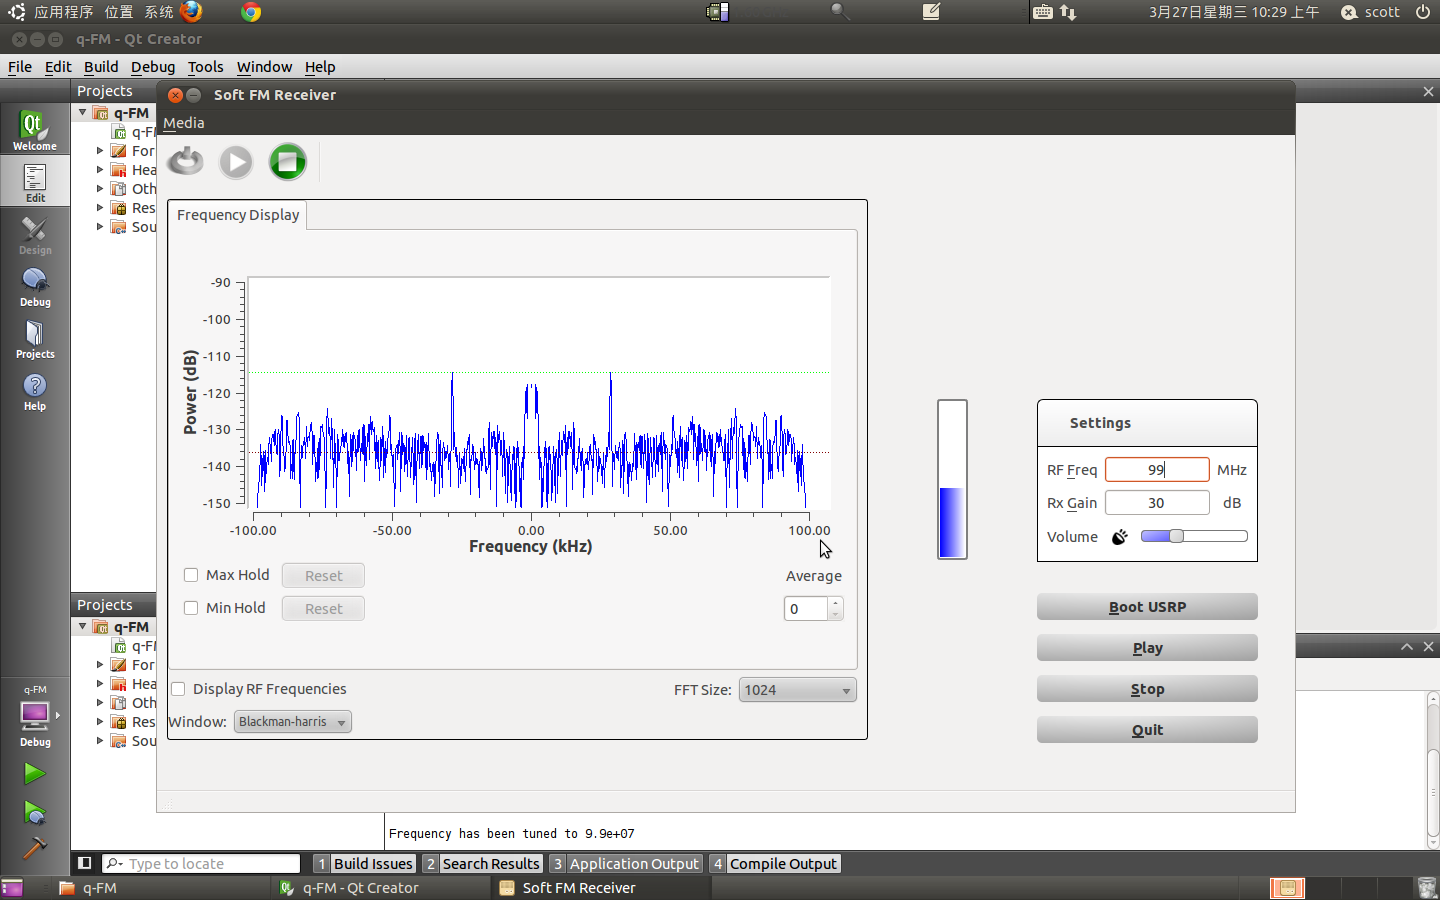 应用程序 位置 系统
3月27日星期三 10:29 上午
scott
q-FM - Qt Creator
File Edit Build Debug Tools Window Help
Projects
Soft FM Receiver
Media
Welcome
Edit
Design
Debug
Projects
Help
q-FM
Debug
q-FM
q-F
For
Hea
Oth
Res
Sou
Projects
q-FM
q-F
For
Hea
Oth
Res
Sou
Frequency Display
Power (dB)
-90
-100
-110
-120
-130
-140
-150
-100.00 -50.00 0.00 50.00 100.00
Frequency (kHz)
Max Hold Reset
Average
Min Hold Reset
0
Display RF Frequencies
FFT Size: 1024
Window: Blackman-harris
Settings
RF Freq 99 MHz
Rx Gain 30 dB
Volume
Boot USRP
Play
Stop
Quit
Frequency has been tuned to 9.9e+07
Type to locate
1 Build Issues 2 Search Results 3 Application Output 4 Compile Output
q-FM
q-FM - Qt Creator
Soft FM Receiver